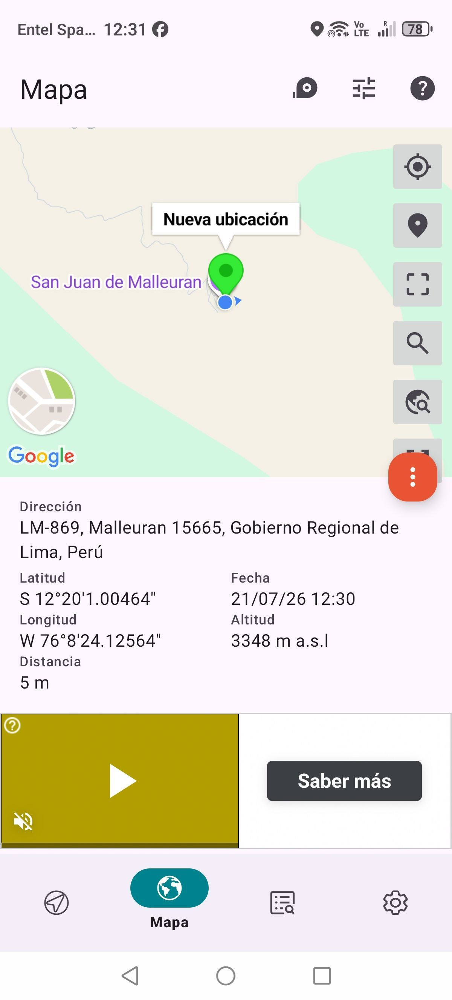 Entel Spa... 12:31
Vo
LTE
R
78
Mapa
Nueva ubicación
San Juan de Malleuran
Google
Dirección
LM-869, Malleuran 15665, Gobierno Regional de
Lima, Perú
Latitud
S 12°20'1.00464"
Fecha
21/07/26 12:30
Longitud
W 76°8'24.12564"
Altitud
3348 m a.s.l
Distancia
5 m
Saber más
Mapa